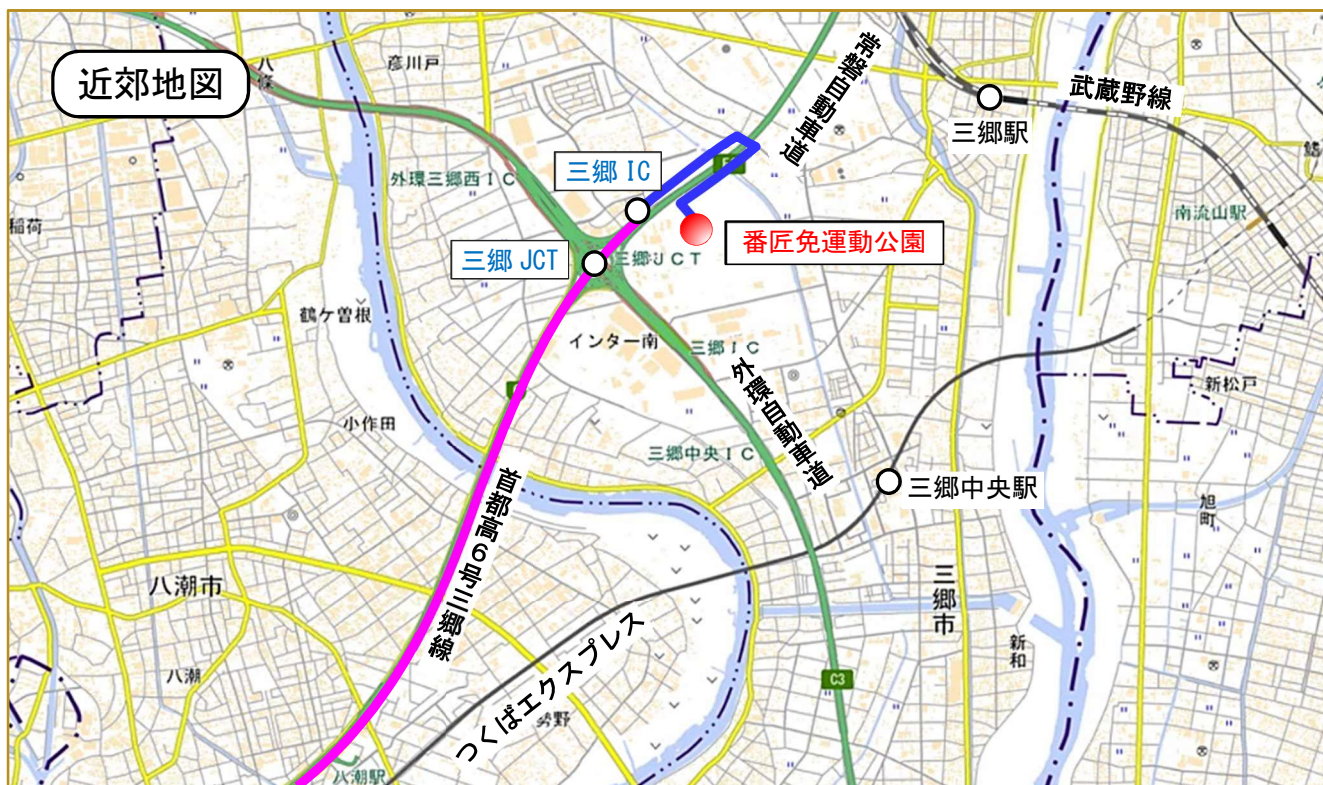 近郊地図
八條
彦川戸
常磐自動車道
武蔵野線
三郷駅
三郷 IC
外環三郷西ＩＣ
稲荷
南流山駅
番匠免運動公園
三郷 JCT
三郷ＪＣＴ
鶴ケ曽根
インター南
三郷ＩＣ
外環自動車道
新松戸
小作田
三郷中央ＩＣ
三郷中央駅
首都高６号三郷線
旭町
八潮市
三郷市
新和
つくばエクスプレス
八潮
C3
八潮駅